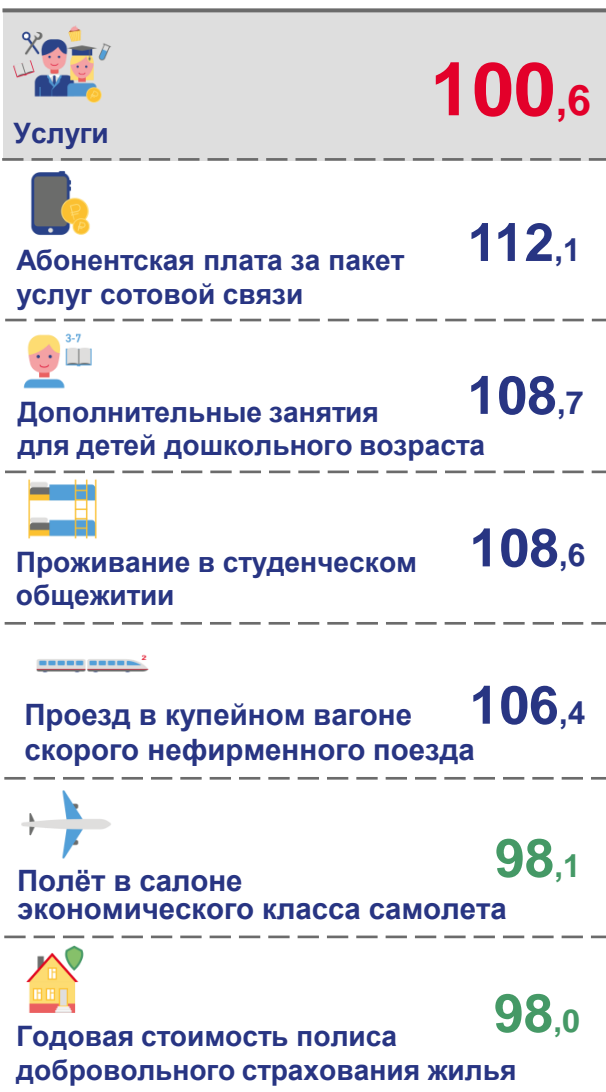 Услуги
100,6
Абонентская плата за пакет
услуг сотовой связи
112,1
3-7
Дополнительные занятия
для детей дошкольного возраста
108,7
Проживание в студенческом
общежитии
108,6
2
Проезд в купейном вагоне
скорого нефирменного поезда
106,4
Полёт в салоне
экономического класса самолета
98,1
Годовая стоимость полиса
добровольного страхования жилья
98,0